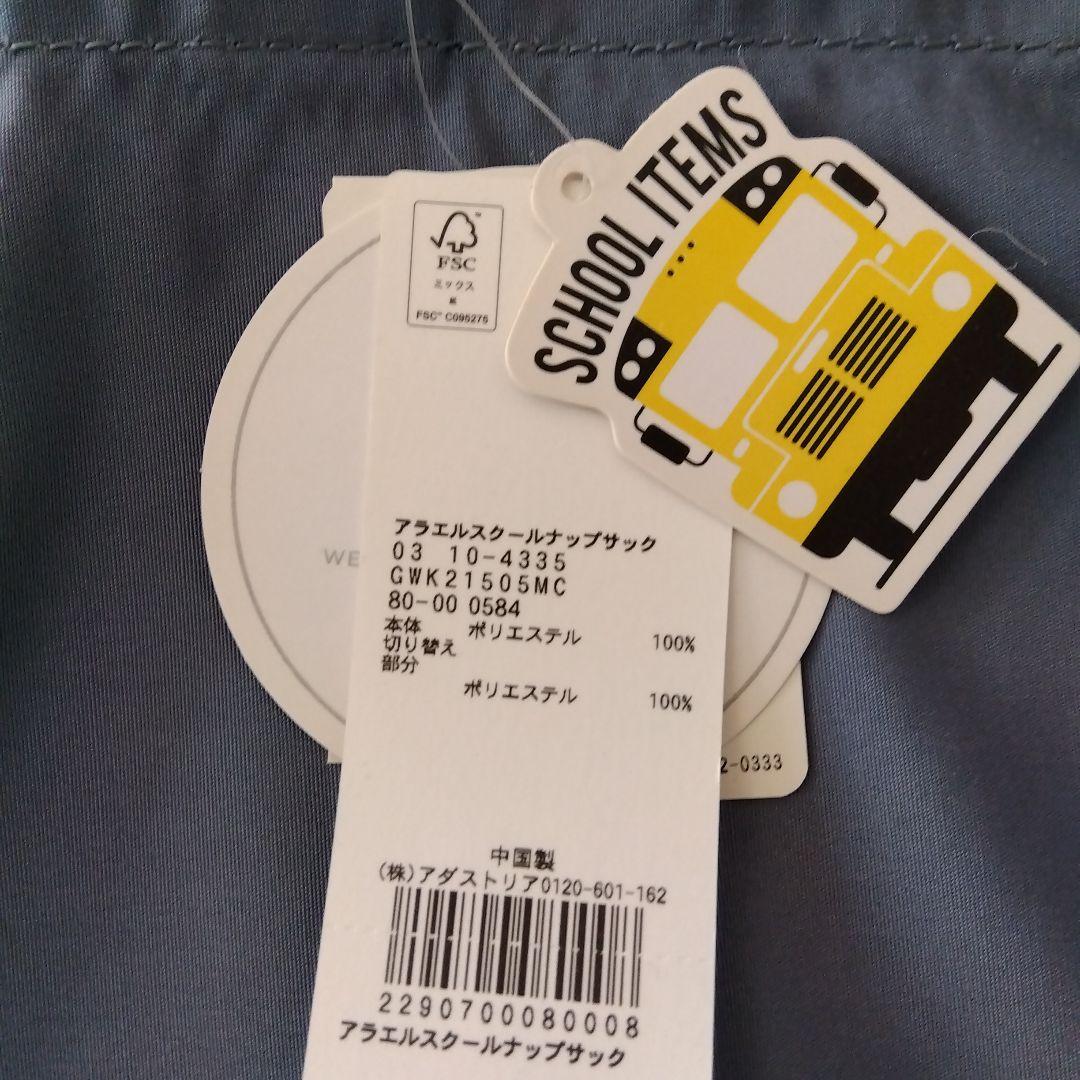 SCHOOL ITEMS
FSC
ミックス
紙
FSC™ C095275
アラエルスクールナップサック
03 10-4335
GWK21505MC
80-00 0584
本体 ポリエステル 100%
切り替え
部分
ポリエステル 100%
WE
2-0333
中国製
(株)アダストリア0120-601-162
2290700080008
アラエルスクールナップサック